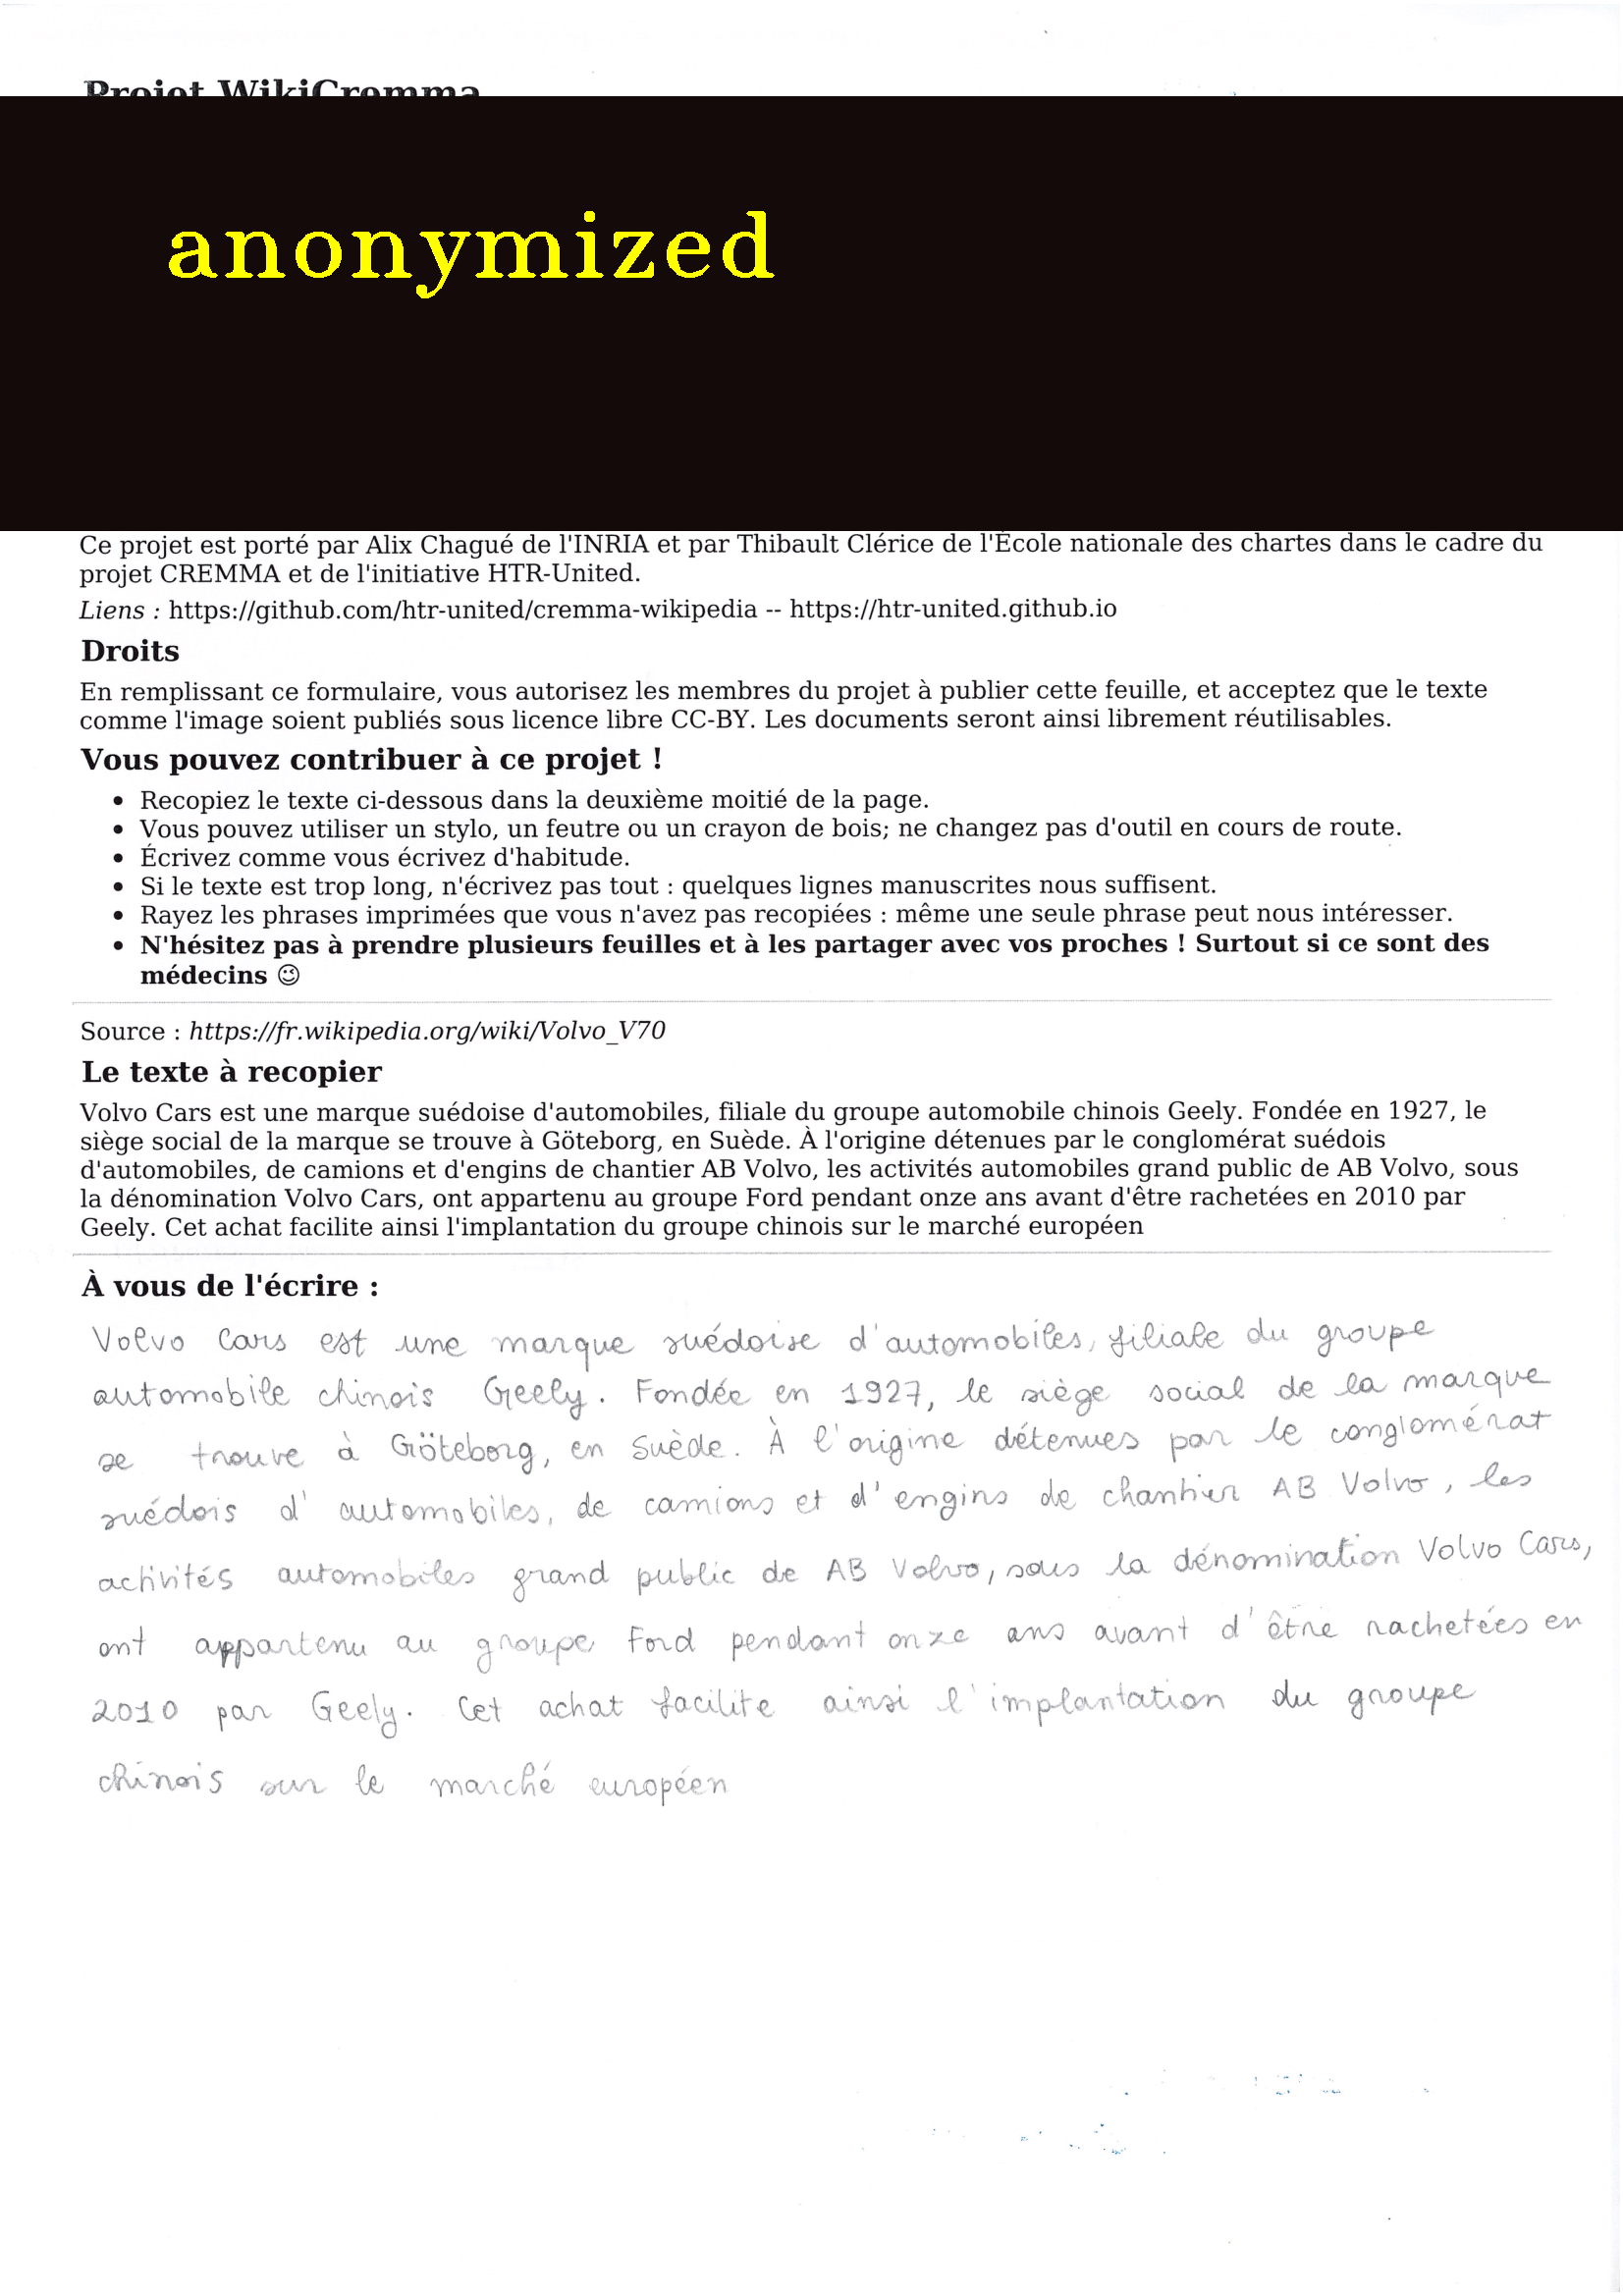 Projet WikiCremma
anonymized
Ce projet est porté par Alix Chagué de l'INRIA et par Thibault Clérice de l'École nationale des chartes dans le cadre du
projet CREMMA et de l'initiative HTR-United.
Liens : https://github.com/htr-united/cremma-wikipedia -- https://htr-united.github.io
Droits
En remplissant ce formulaire, vous autorisez les membres du projet à publier cette feuille, et acceptez que le texte
comme l'image soient publiés sous licence libre CC-BY. Les documents seront ainsi librement réutilisables.
Vous pouvez contribuer à ce projet !
• Recopiez le texte ci-dessous dans la deuxième moitié de la page.
• Vous pouvez utiliser un stylo, un feutre ou un crayon de bois; ne changez pas d'outil en cours de route.
• Écrivez comme vous écrivez d'habitude.
• Si le texte est trop long, n'écrivez pas tout : quelques lignes manuscrites nous suffisent.
• Rayez les phrases imprimées que vous n'avez pas recopiées : même une seule phrase peut nous intéresser.
• N'hésitez pas à prendre plusieurs feuilles et à les partager avec vos proches ! Surtout si ce sont des
médecins 😉
Source : https://fr.wikipedia.org/wiki/Volvo_V70
Le texte à recopier
Volvo Cars est une marque suédoise d'automobiles, filiale du groupe automobile chinois Geely. Fondée en 1927, le
siège social de la marque se trouve à Göteborg, en Suède. À l'origine détenues par le conglomérat suédois
d'automobiles, de camions et d'engins de chantier AB Volvo, les activités automobiles grand public de AB Volvo, sous
la dénomination Volvo Cars, ont appartenu au groupe Ford pendant onze ans avant d'être rachetées en 2010 par
Geely. Cet achat facilite ainsi l'implantation du groupe chinois sur le marché européen
À vous de l'écrire :
Volvo Cars est une marque suédoise d'automobiles, filiale du groupe
automobile chinois Geely. Fondée en 1927, le siège social de la marque
se trouve à Göteborg, en Suède. À l'origine détenues par le conglomérat
suédois d'automobiles, de camions et d'engins de chantier AB Volvo, les
activités automobiles grand public de AB Volvo, sous la dénomination Volvo Cars,
ont appartenu au groupe Ford pendant onze ans avant d'être rachetées en
2010 par Geely. Cet achat facilite ainsi l'implantation du groupe
chinois sur le marché européen